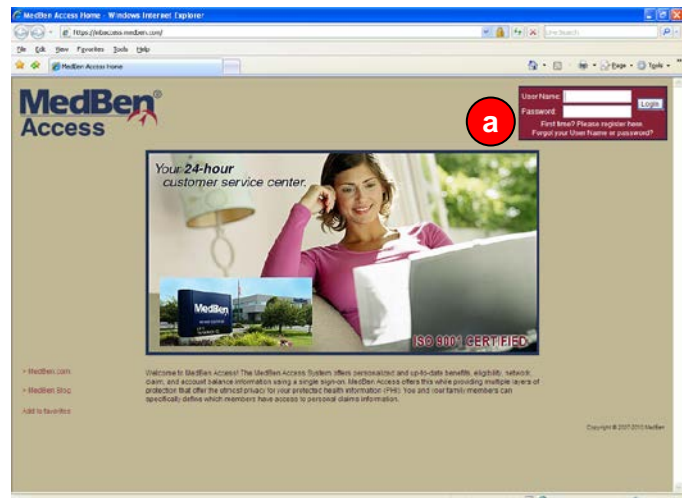 MedBen Access Home - Windows Internet Explorer
Live Search
File Edit View Favorites Tools Help
MedBen Access Home
Page Tools
MedBen®
Access
User Name:
Password:
Login
First time? Please register here.
Forgot your User Name or password?
a
Your 24-hour
customer service center.
MedBen
ISO 9001 CERTIFIED
> MedBen.com
> MedBen Blog
Add to favorites
Welcome to MedBen Access! The MedBen Access System offers personalized and up-to-date benefits, eligibility, network,
claim, and account balance information using a single sign-on. MedBen Access offers this while providing multiple layers of
protection that offer the utmost privacy for your protected health information (PHI). You and your family members can
specifically define which members have access to personal claims information.
Copyright © 2007-2010 MedBen